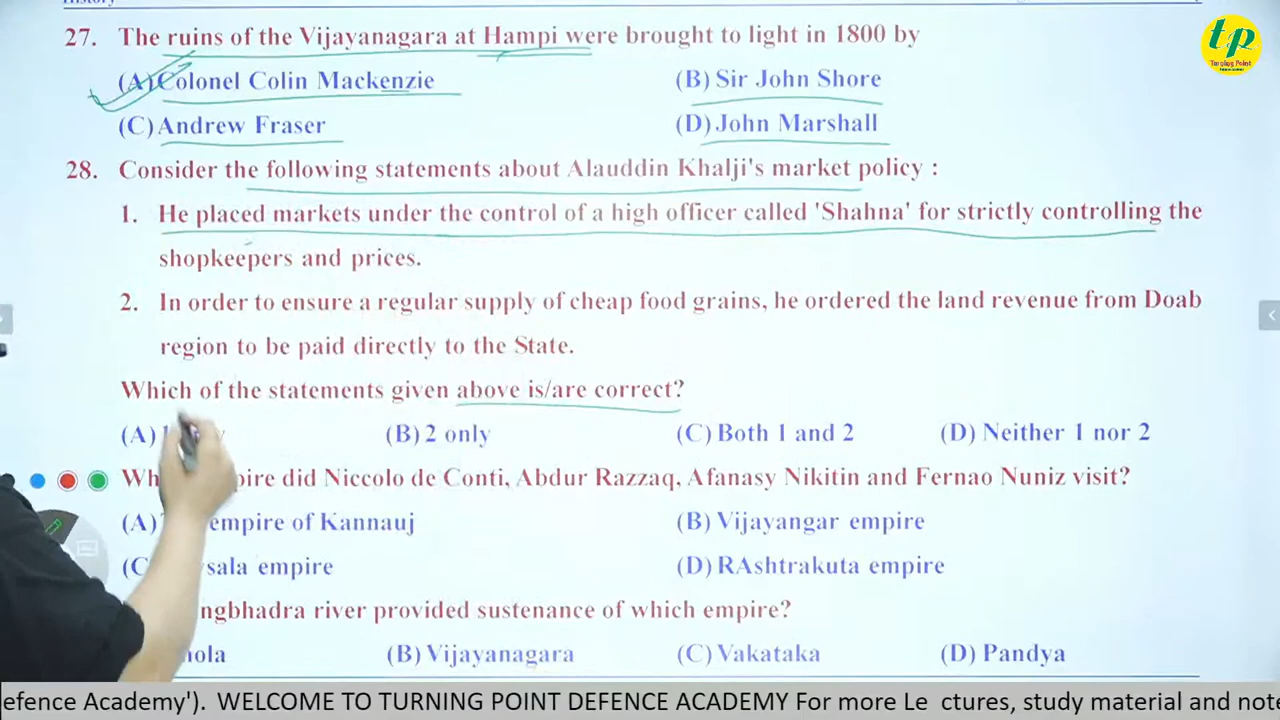 tp
Turning Point
27. The ruins of the Vijayanagara at Hampi were brought to light in 1800 by
(A) Colonel Colin Mackenzie (B) Sir John Shore
(C) Andrew Fraser (D) John Marshall
28. Consider the following statements about Alauddin Khalji's market policy :
1. He placed markets under the control of a high officer called 'Shahna' for strictly controlling the
shopkeepers and prices.
2. In order to ensure a regular supply of cheap food grains, he ordered the land revenue from Doab
region to be paid directly to the State.
Which of the statements given above is/are correct?
(A) 1 (B) 2 only (C) Both 1 and 2 (D) Neither 1 nor 2
did Niccolo de Conti, Abdur Razzaq, Afanasy Nikitin and Fernao Nuniz visit?
(A) empire of Kannauj (B) Vijayangar empire
empire (D) RAshtrakuta empire
river provided sustenance of which empire?
(B) Vijayanagara (C) Vakataka (D) Pandya
efence Academy'). WELCOME TO TURNING POINT DEFENCE ACADEMY For more Le ctures, study material and note